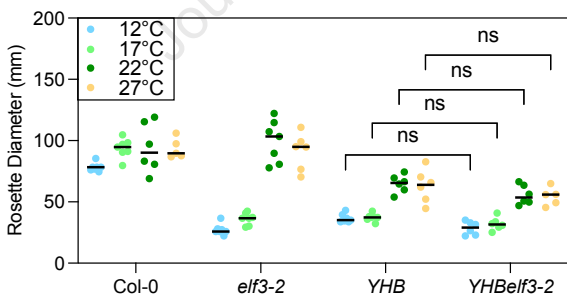 Jou
200
150
100
50
0
Rosette Diameter (mm)
12°C
17°C
22°C
27°C
ns
ns
ns
ns
Col-0
elf3-2
YHB
YHBelf3-2